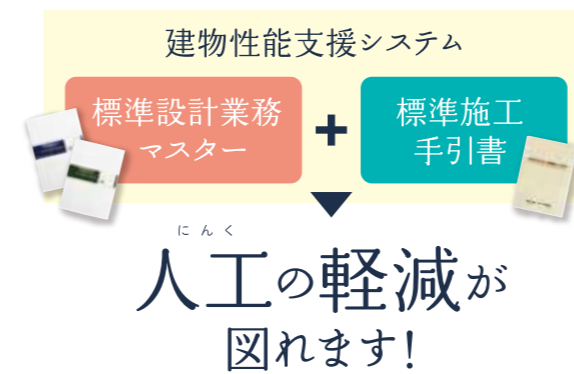 建物性能支援システム
標準設計業務
マスター
+
標準施工
手引書
にんく
人工の軽減が
図れます!